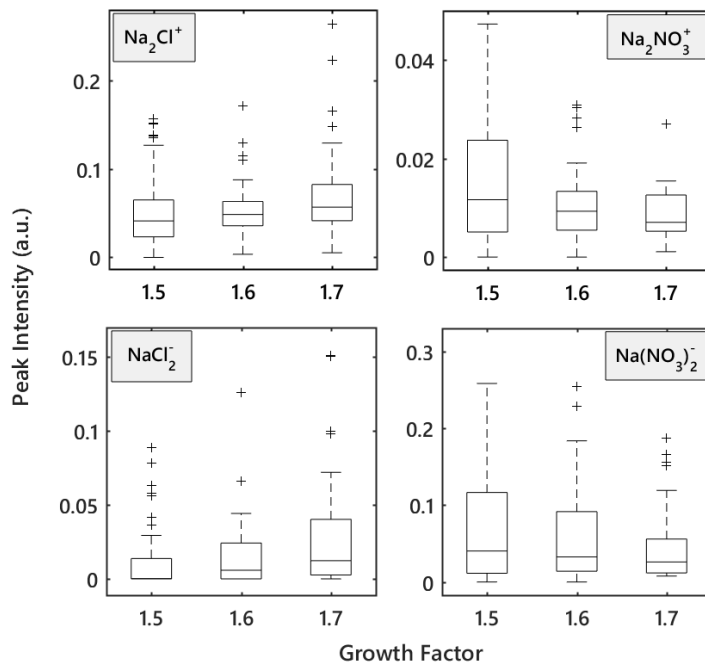 Peak Intensity (a.u.)
Na₂Cl⁺
0.2
0.1
0
1.5 1.6 1.7
Na₂NO₃⁺
0.04
0.02
0
1.5 1.6 1.7
NaCl₂⁻
0.15
0.1
0.05
0
1.5 1.6 1.7
Na(NO₃)₂⁻
0.3
0.2
0.1
0
1.5 1.6 1.7
Growth Factor